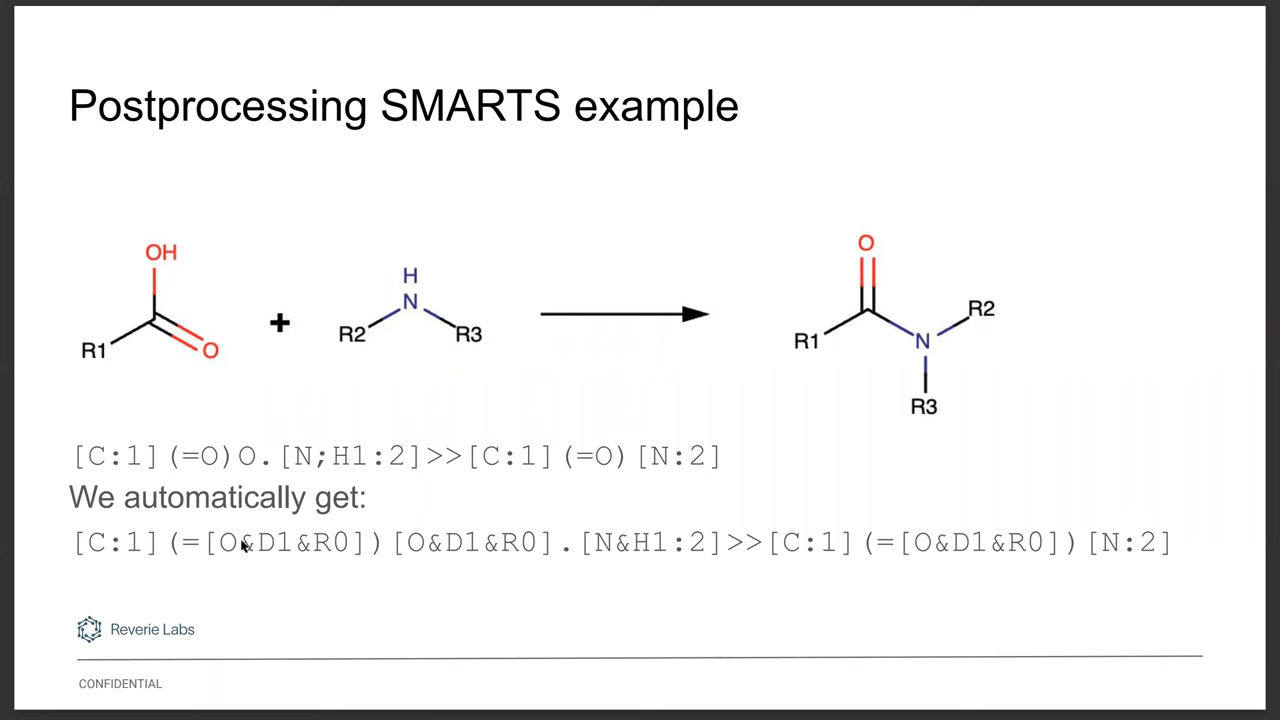 Postprocessing SMARTS example
OH
R1
O
+
H
N
R2
R3
O
R1
N
R2
R3
[C:1](=O)O.[N;H1:2]>>[C:1](=O)[N:2]
We automatically get:
[C:1](=[O&D1&R0])[O&D1&R0].[N&H1:2]>>[C:1](=[O&D1&R0])[N:2]
Reverie Labs
CONFIDENTIAL